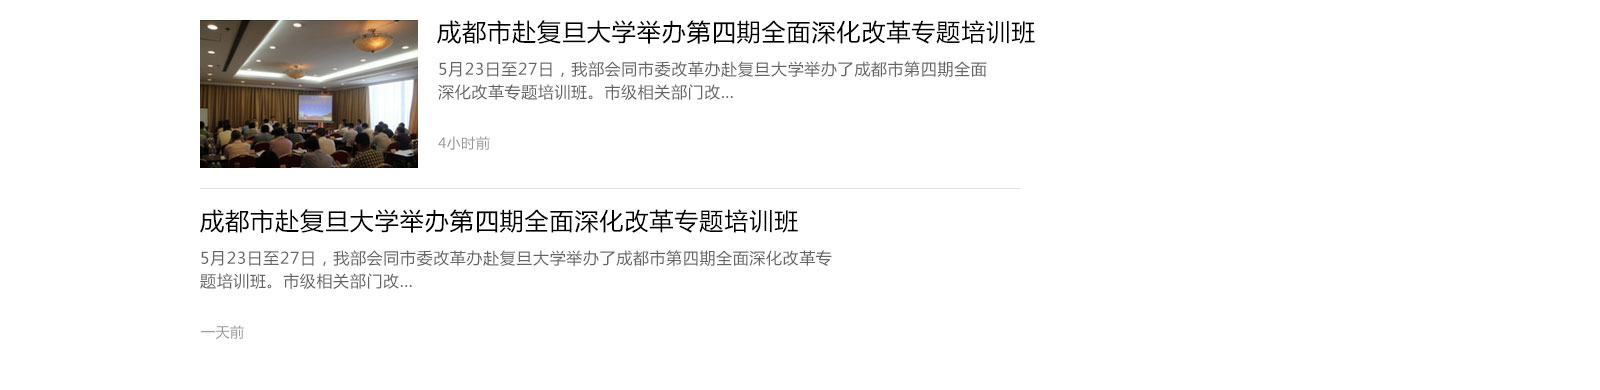 成都市赴复旦大学举办第四期全面深化改革专题培训班
5月23日至27日，我部会同市委改革办赴复旦大学举办了成都市第四期全面
深化改革专题培训班。市级相关部门改...
4小时前
成都市赴复旦大学举办第四期全面深化改革专题培训班
5月23日至27日，我部会同市委改革办赴复旦大学举办了成都市第四期全面深化改革专
题培训班。市级相关部门改...
一天前